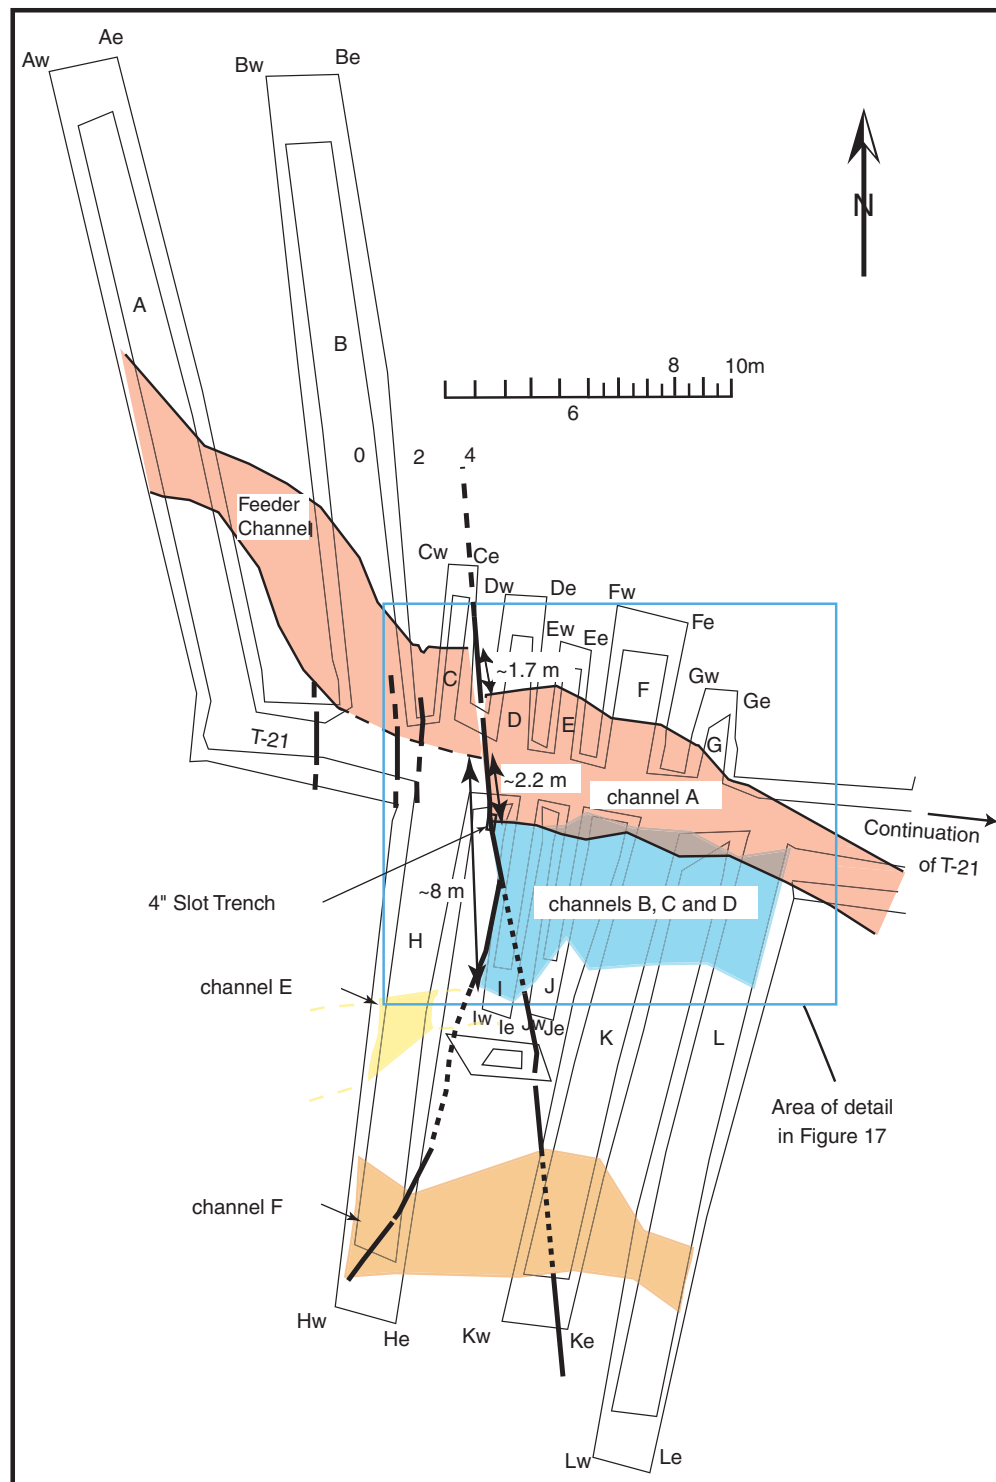 Ae
Aw
Be
Bw
N
A
B
8
10m
6
0
2
4
Feeder
Channel
Cw
Ce
Dw
De
Fw
Fe
Ew
Ee
~1.7 m
C
F
Gw
Ge
D
E
G
T-21
~2.2 m
channel A
Continuation
of T-21
~8 m
4" Slot Trench
channels B, C and D
H
channel E
I
J
Iw
Ie
Jw
Je
K
L
Area of detail
in Figure 17
channel F
Hw
He
Kw
Ke
Lw
Le